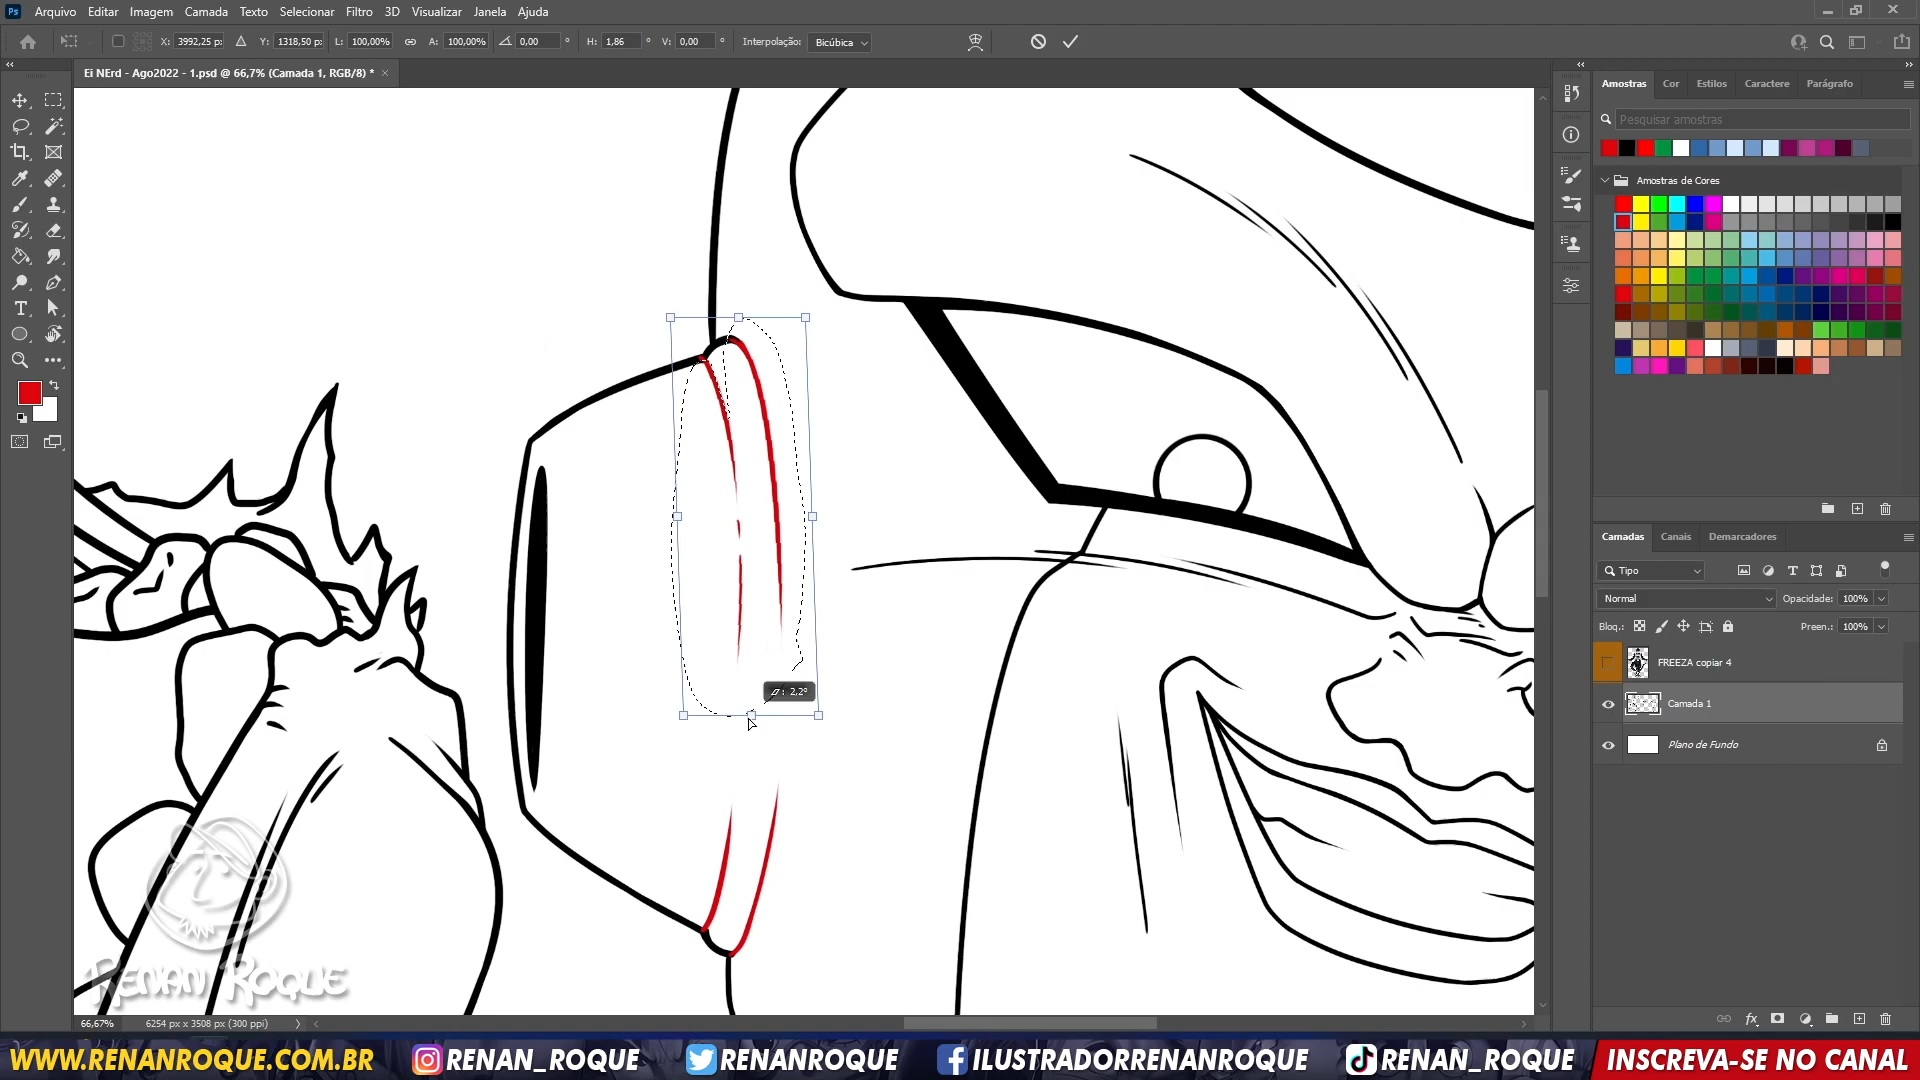 Ps Arquivo Editar Imagem Camada Texto Selecionar Filtro 3D Visualizar Janela Ajuda
X: 3992,25 px Y: 1318,50 px L: 100,00% A: 100,00% 0,00 ° H: 1,86 ° V: 0,00 ° Interpolação: Bicúbica
Ei NErd - Ago2022 - 1.psd @ 66,7% (Camada 1, RGB/8) * ×
Amostras Cor Estilos Caractere Parágrafo
Pesquisar amostras
Amostras de Cores
Camadas Canais Demarcadores
Tipo
Normal Opacidade: 100%
Bloq.: Preen.: 100%
FREEZA copiar 4
Camada 1
Plano de Fundo
2,2°
RENAN ROQUE
66,67% 6254 px x 3508 px (300 ppi)
WWW.RENANROQUE.COM.BR RENAN_ROQUE RENANROQUE ILUSTRADORRENANROQUE RENAN_ROQUE INSCREVA-SE NO CANAL